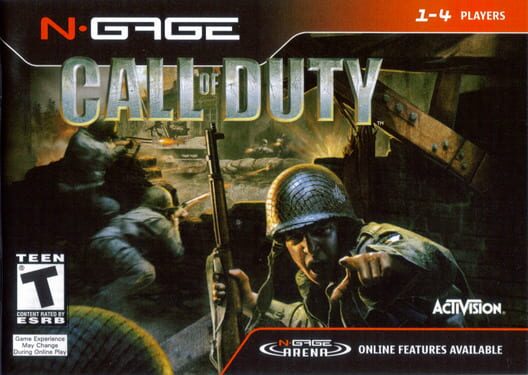 N·GAGE
1-4 PLAYERS
CALL OF DUTY™
TEEN
T
CONTENT RATED BY
ESRB
Game Experience
May Change
During Online Play
ACTIVISION.
N·GAGE
ARENA
ONLINE FEATURES AVAILABLE